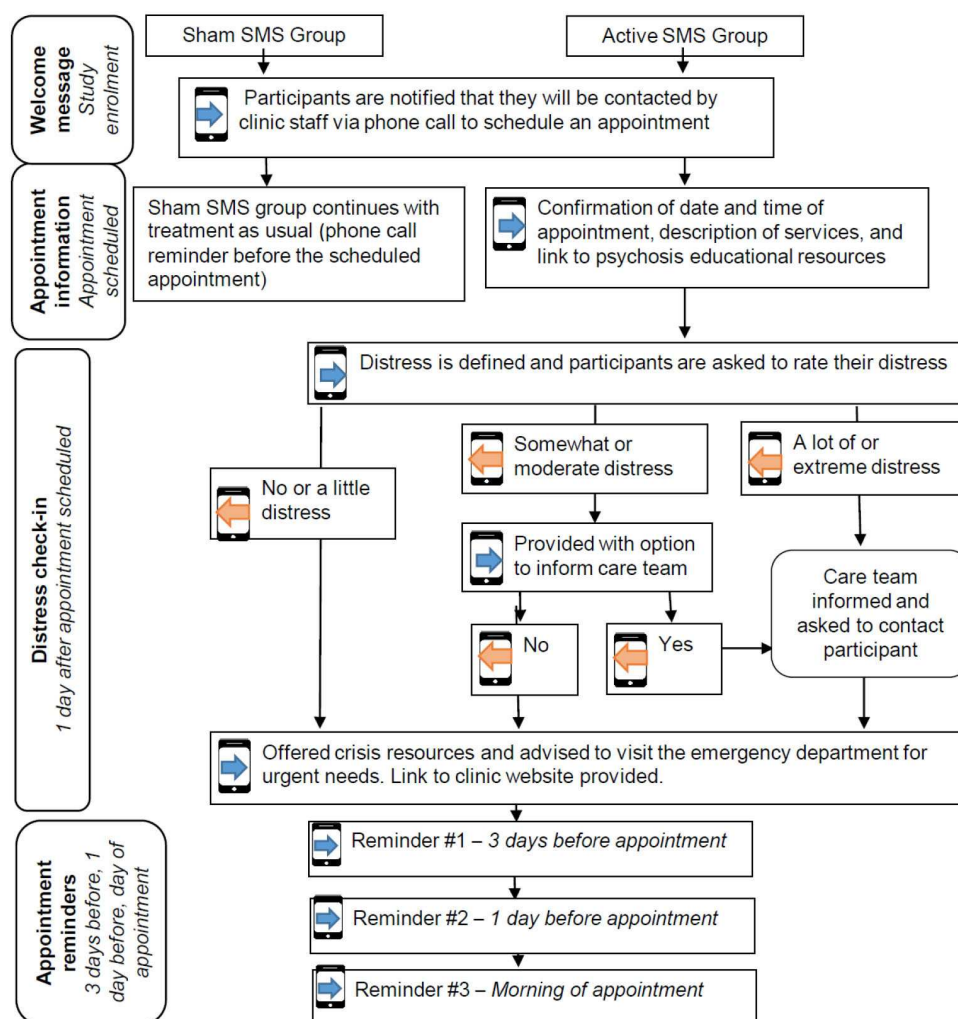 Sham SMS Group
Active SMS Group
Welcome
message
Study
enrolment
Participants are notified that they will be contacted by
clinic staff via phone call to schedule an appointment
Appointment
information
Appointment
scheduled
Sham SMS group continues with
treatment as usual (phone call
reminder before the scheduled
appointment)
Confirmation of date and time of
appointment, description of services, and
link to psychosis educational resources
Distress check-in
1 day after appointment scheduled
Distress is defined and participants are asked to rate their distress
No or a little
distress
Somewhat or
moderate distress
A lot of or
extreme distress
Provided with option
to inform care team
No
Yes
Care team
informed and
asked to contact
participant
Offered crisis resources and advised to visit the emergency department for
urgent needs. Link to clinic website provided.
Appointment
reminders
3 days before, 1
day before, day of
appointment
Reminder #1 – 3 days before appointment
Reminder #2 – 1 day before appointment
Reminder #3 – Morning of appointment